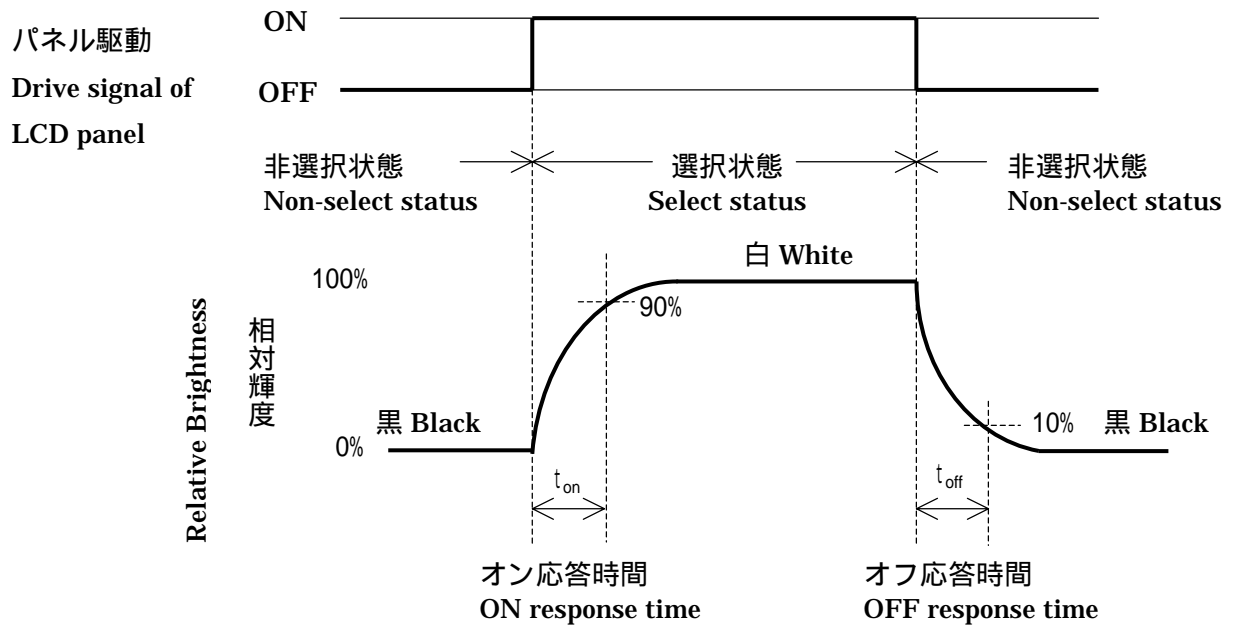 パネル駆動
Drive signal of
LCD panel
ON
OFF
非選択状態
Non-select status
選択状態
Select status
非選択状態
Non-select status
Relative Brightness
相対輝度
100%
0%
黒 Black
90%
白 White
10%
黒 Black
ton
toff
オン応答時間
ON response time
オフ応答時間
OFF response time